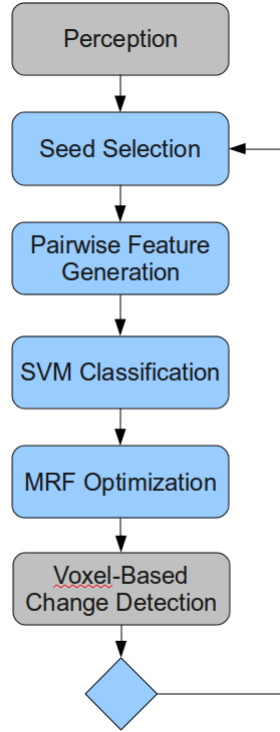 Perception
Seed Selection
Pairwise Feature
Generation
SVM Classification
MRF Optimization
Voxel-Based
Change Detection